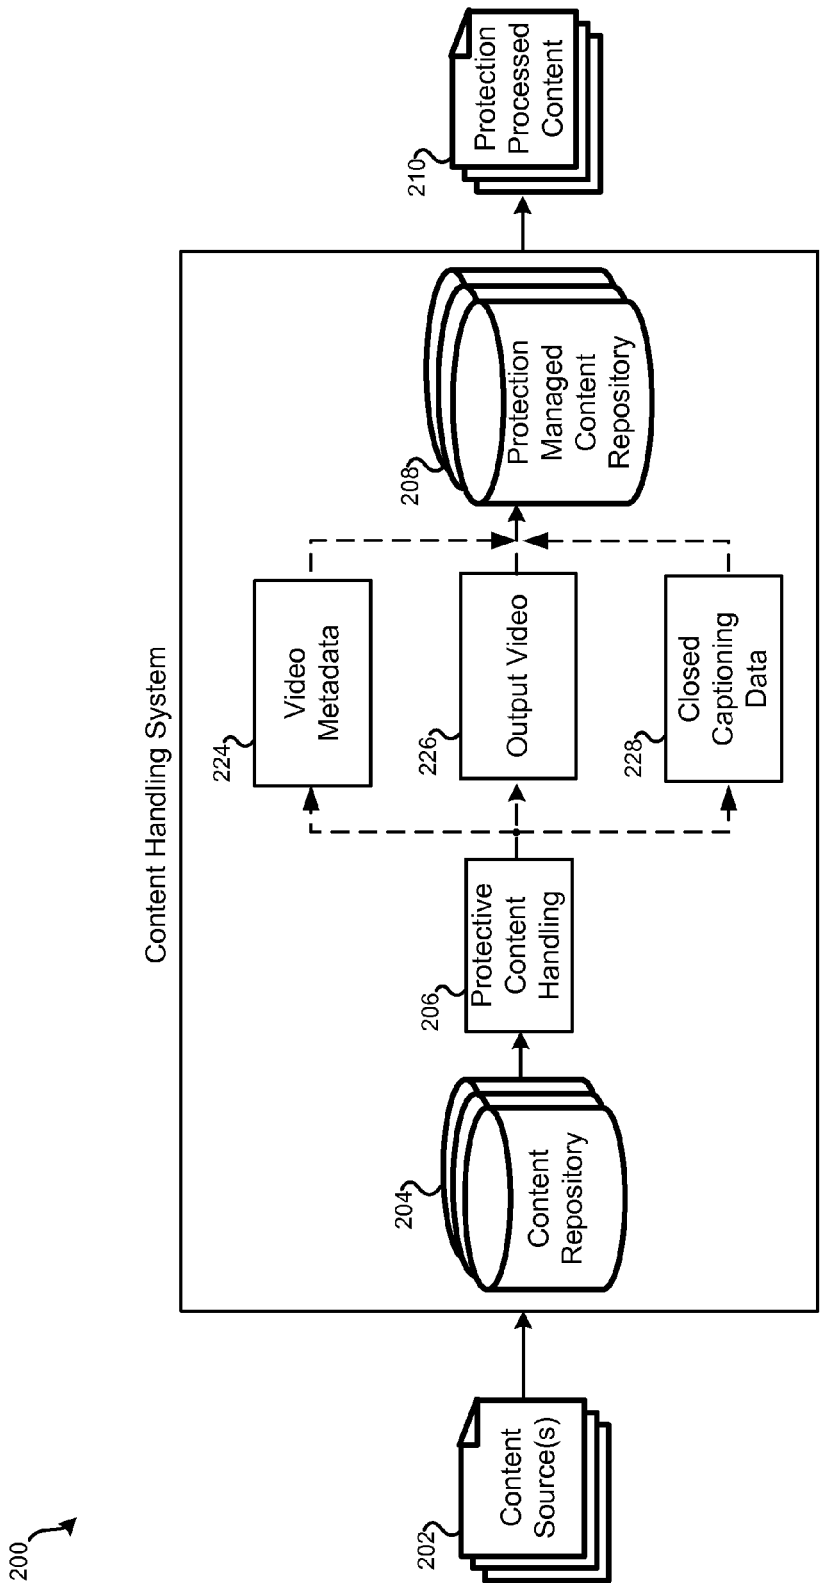 200
Content Handling System
202
Content
Source(s)
204
Content
Repository
206
Protective
Content
Handling
224
Video
Metadata
226
Output Video
228
Closed
Captioning
Data
208
Protection
Managed
Content
Repository
210
Protection
Processed
Content